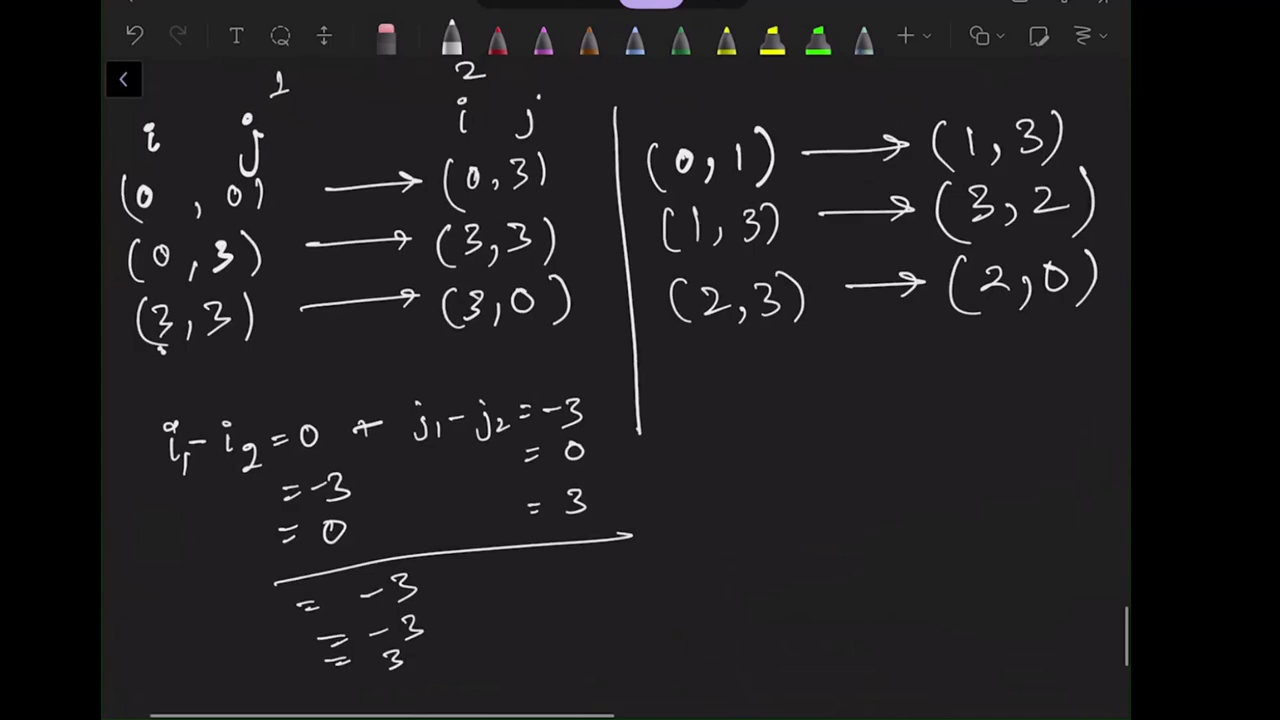 1
2
i j
i j
(0 , 0) → (0,3)
(0,3) → (3,3)
(3,3) → (3,0)
(0,1) → (1,3)
(1,3) → (3,2)
(2,3) → (2,0)
i₁-i₂=0 + j₁-j₂=-3
=-3 = 0
= 0 = 3
= -3
= -3
= 3
T